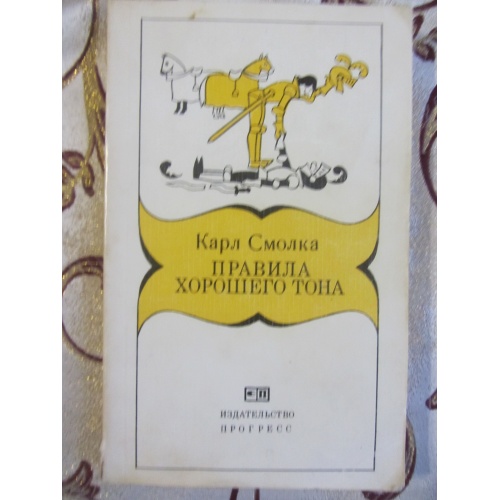 Карл Смолка
ПРАВИЛА
ХОРОШЕГО ТОНА
ИЗДАТЕЛЬСТВО
ПРОГРЕСС